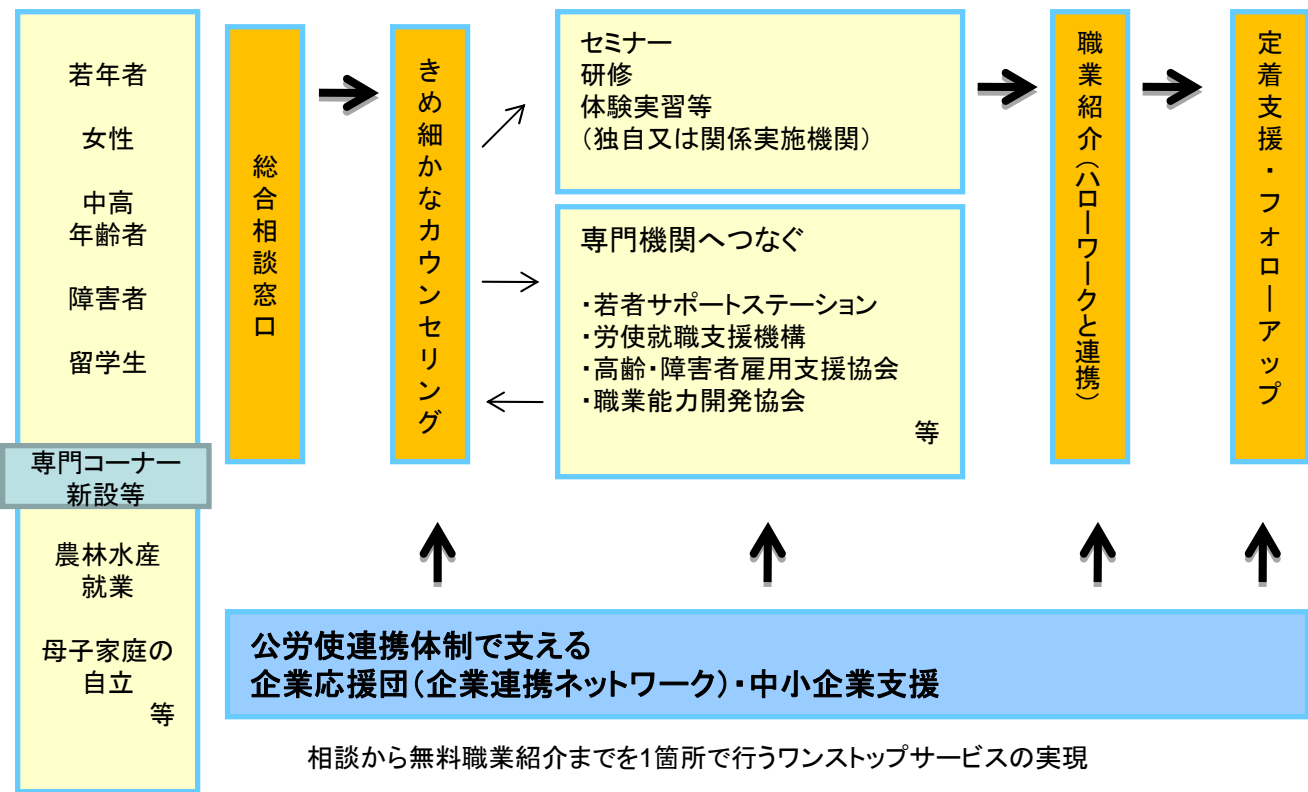 若年者
女性
中高
年齢者
障害者
留学生
専門コーナー
新設等
農林水産
就業
母子家庭の
自立
等
総合相談窓口
きめ細かなカウンセリング
セミナー
研修
体験実習等
（独自又は関係実施機関）
専門機関へつなぐ
・若者サポートステーション
・労使就職支援機構
・高齢・障害者雇用支援協会
・職業能力開発協会
等
職業紹介（ハローワークと連携）
定着支援・フォローアップ
公労使連携体制で支える
企業応援団（企業連携ネットワーク）・中小企業支援
相談から無料職業紹介までを1箇所で行うワンストップサービスの実現